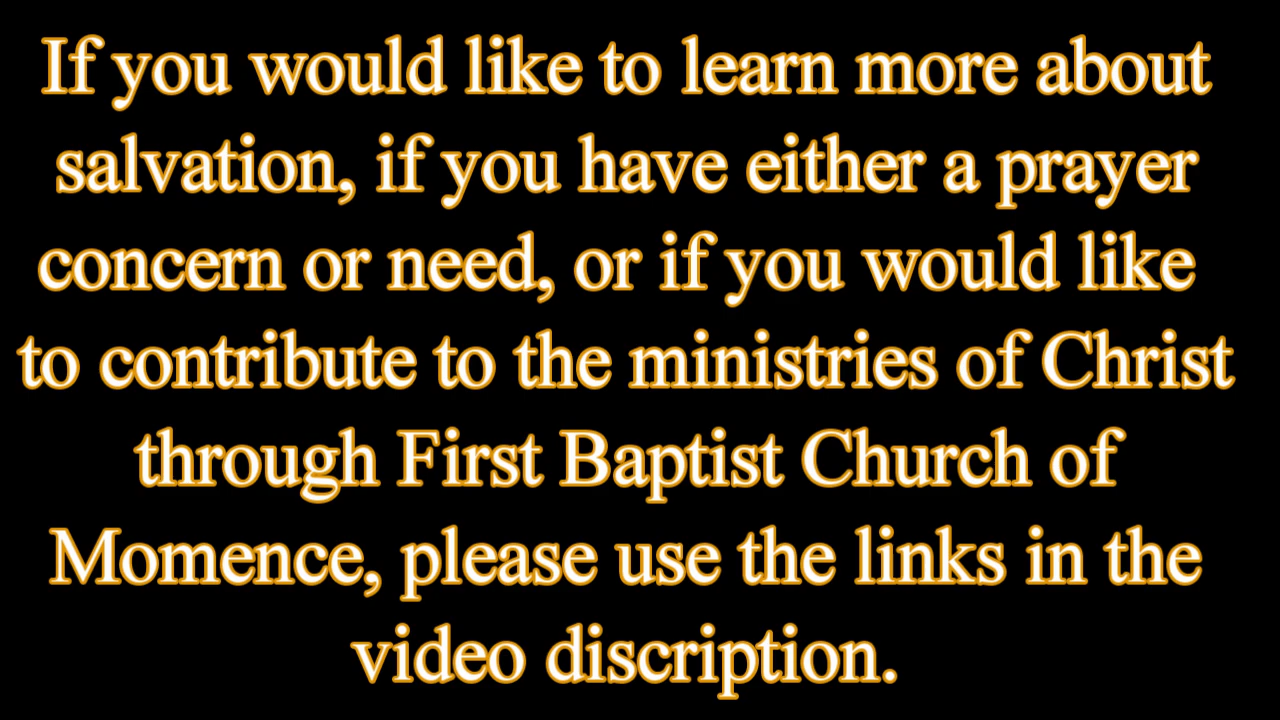 If you would like to learn more about
salvation, if you have either a prayer
concern or need, or if you would like
to contribute to the ministries of Christ
through First Baptist Church of
Momence, please use the links in the
video discription.